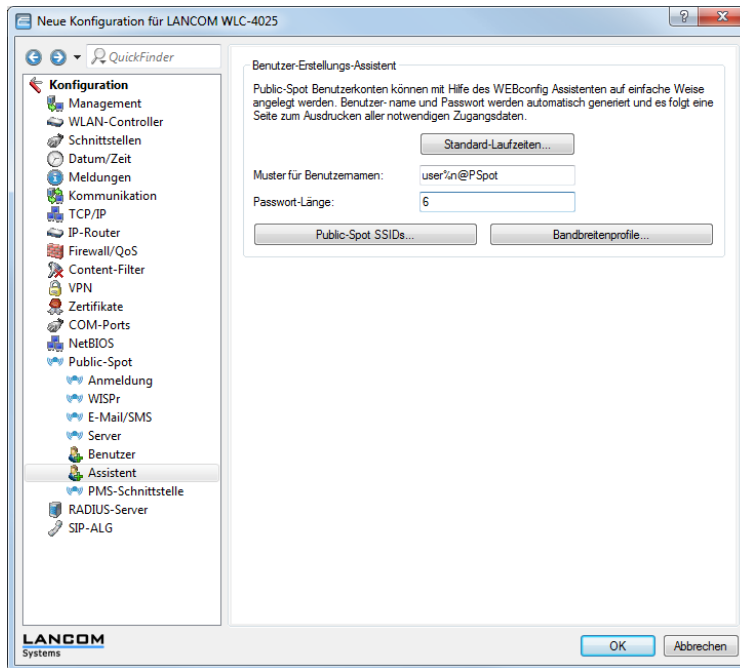 Neue Konfiguration für LANCOM WLC-4025
QuickFinder
Konfiguration
Management
WLAN-Controller
Schnittstellen
Datum/Zeit
Meldungen
Kommunikation
TCP/IP
IP-Router
Firewall/QoS
Content-Filter
VPN
Zertifikate
COM-Ports
NetBIOS
Public-Spot
Anmeldung
WISPr
E-Mail/SMS
Server
Benutzer
Assistent
PMS-Schnittstelle
RADIUS-Server
SIP-ALG
Benutzer-Erstellungs-Assistent
Public-Spot Benutzerkonten können mit Hilfe des WEBconfig Assistenten auf einfache Weise
angelegt werden. Benutzer- name und Passwort werden automatisch generiert und es folgt eine
Seite zum Ausdrucken aller notwendigen Zugangsdaten.
Standard-Laufzeiten...
Muster für Benutzernamen: user%n@PSpot
Passwort-Länge: 6
Public-Spot SSIDs... Bandbreitenprofile...
LANCOM
Systems
OK Abbrechen